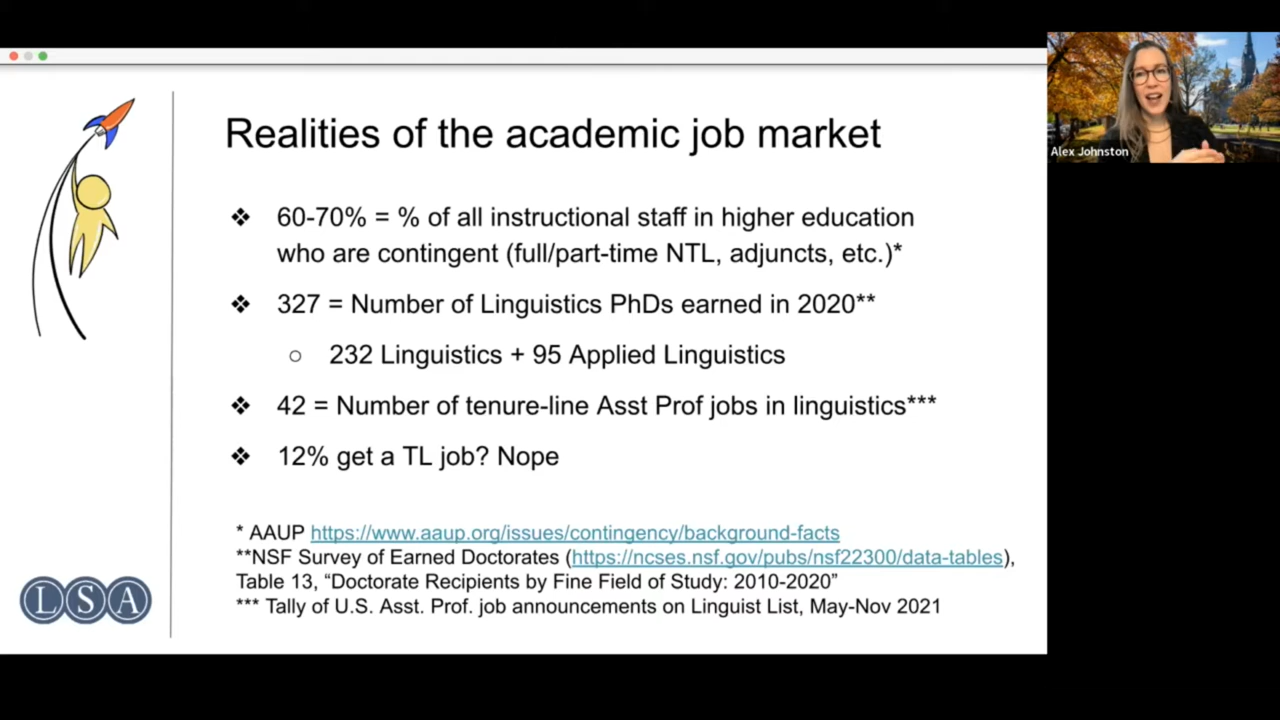 Realities of the academic job market
❖ 60-70% = % of all instructional staff in higher education
who are contingent (full/part-time NTL, adjuncts, etc.)*
❖ 327 = Number of Linguistics PhDs earned in 2020**
○ 232 Linguistics + 95 Applied Linguistics
❖ 42 = Number of tenure-line Asst Prof jobs in linguistics***
❖ 12% get a TL job? Nope
* AAUP https://www.aaup.org/issues/contingency/background-facts
**NSF Survey of Earned Doctorates (https://ncses.nsf.gov/pubs/nsf22300/data-tables),
Table 13, “Doctorate Recipients by Fine Field of Study: 2010-2020”
*** Tally of U.S. Asst. Prof. job announcements on Linguist List, May-Nov 2021
LSA
Alex Johnston